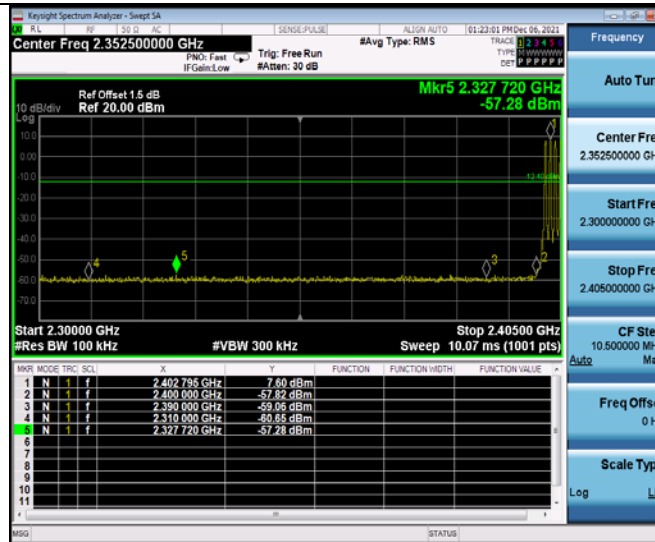 Keysight Spectrum Analyzer - Swept SA
RL RF 50 Ω AC SENSE:PULSE ALIGN AUTO 01:23:01 PM Dec 06, 2021
Center Freq 2.352500000 GHz #Avg Type: RMS TRACE 1 2 3 4 5 6
PNO: Fast Trig: Free Run TYPE M WWWWW
IFGain:Low #Atten: 30 dB DET P P P P P P
Mkr5 2.327 720 GHz
Ref Offset 1.5 dB
10 dB/div Ref 20.00 dBm -57.28 dBm
Log
1
10.0
0.00
-10.0
-12.40 dBm
-20.0
-30.0
-40.0
-50.0
4 5 3 2
-60.0
-70.0
Start 2.30000 GHz Stop 2.40500 GHz
#Res BW 100 kHz #VBW 300 kHz Sweep 10.07 ms (1001 pts)
MKR MODE TRC SCL X Y FUNCTION FUNCTION WIDTH FUNCTION VALUE
1 N 1 f 2.402 795 GHz 7.60 dBm
2 N 1 f 2.400 000 GHz -57.82 dBm
3 N 1 f 2.390 000 GHz -59.06 dBm
4 N 1 f 2.310 000 GHz -60.65 dBm
5 N 1 f 2.327 720 GHz -57.28 dBm
6
7
8
9
10
11
MSG STATUS
Frequency
Auto Tun
Center Fre
2.352500000 GH
Start Fre
2.300000000 GH
Stop Fre
2.405000000 GH
CF Ste
10.500000 MH
Auto Ma
Freq Offs
0 H
Scale Typ
Log L